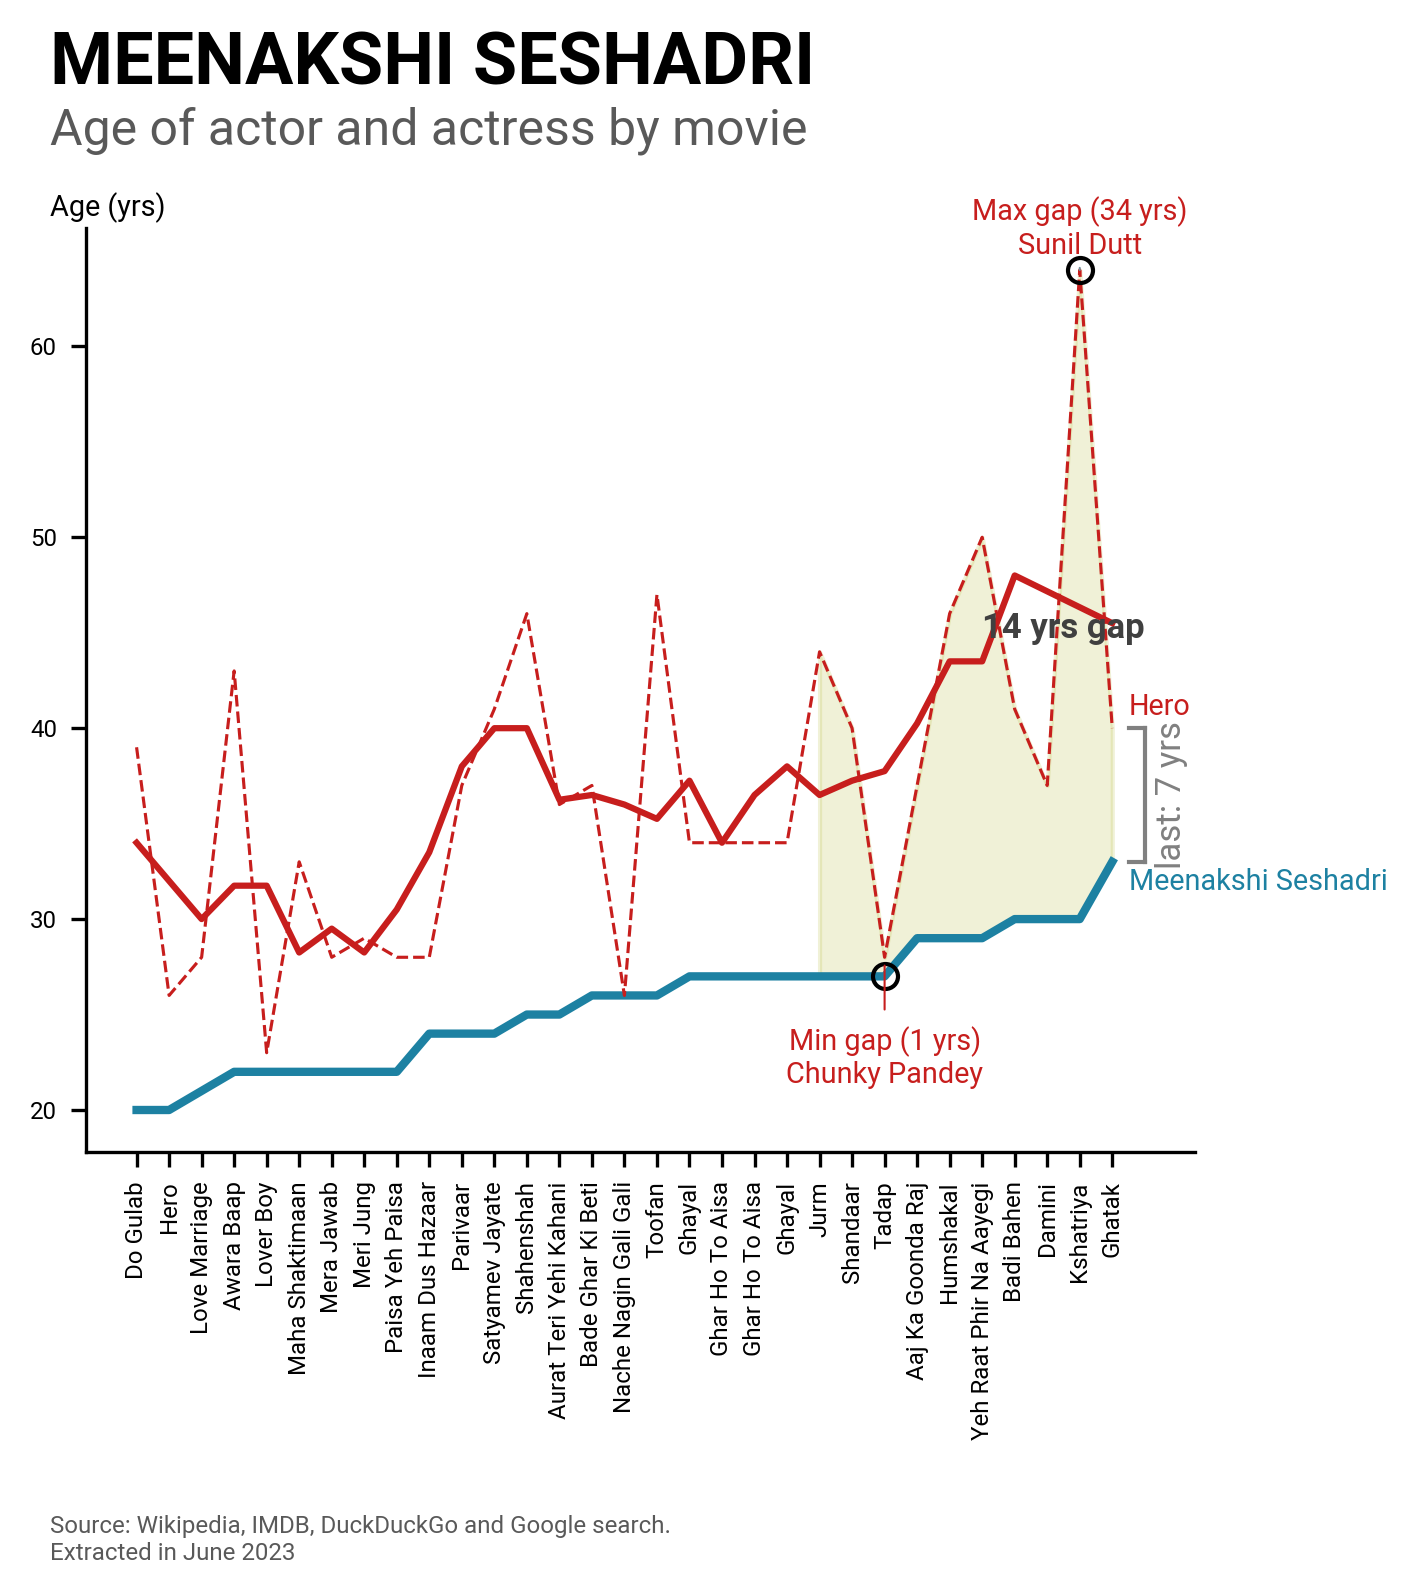 MEENAKSHI SESHADRI
Age of actor and actress by movie
Age (yrs)
Max gap (34 yrs)
Sunil Dutt
60
50
14 yrs gap
Hero
40
last: 7 yrs
Meenakshi Seshadri
30
Min gap (1 yrs)
Chunky Pandey
20
Do Gulab
Hero
Love Marriage
Awara Baap
Lover Boy
Maha Shaktimaan
Mera Jawab
Meri Jung
Paisa Yeh Paisa
Inaam Dus Hazaar
Parivaar
Satyamev Jayate
Shahenshah
Aurat Teri Yehi Kahani
Bade Ghar Ki Beti
Nache Nagin Gali Gali
Toofan
Ghayal
Ghar Ho To Aisa
Ghar Ho To Aisa
Ghayal
Jurm
Shandaar
Tadap
Aaj Ka Goonda Raj
Humshakal
Yeh Raat Phir Na Aayegi
Badi Bahen
Damini
Kshatriya
Ghatak
Source: Wikipedia, IMDB, DuckDuckGo and Google search.
Extracted in June 2023